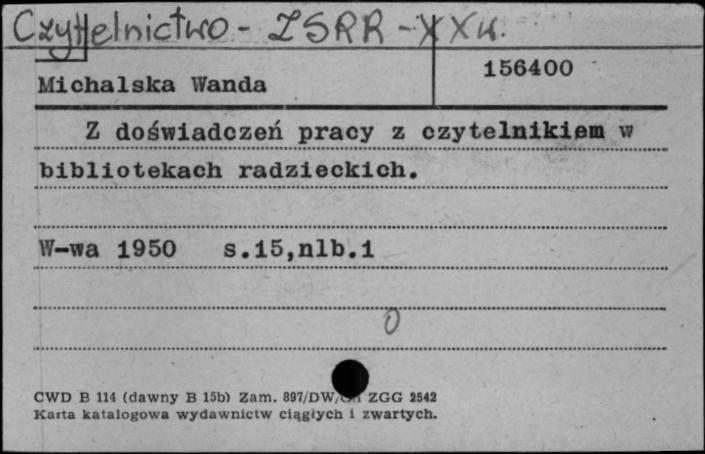 Czytelnictwo - ZSRR - XX w.
156400
Michalska Wanda
Z doświadczeń pracy z czytelnikiem w
bibliotekach radzieckich.
W-wa 1950 s.15,nlb.1
0
CWD B 114 (dawny B 15b) Zam. 897/DW, ZGG 2542
Karta katalogowa wydawnictw ciągłych i zwartych.